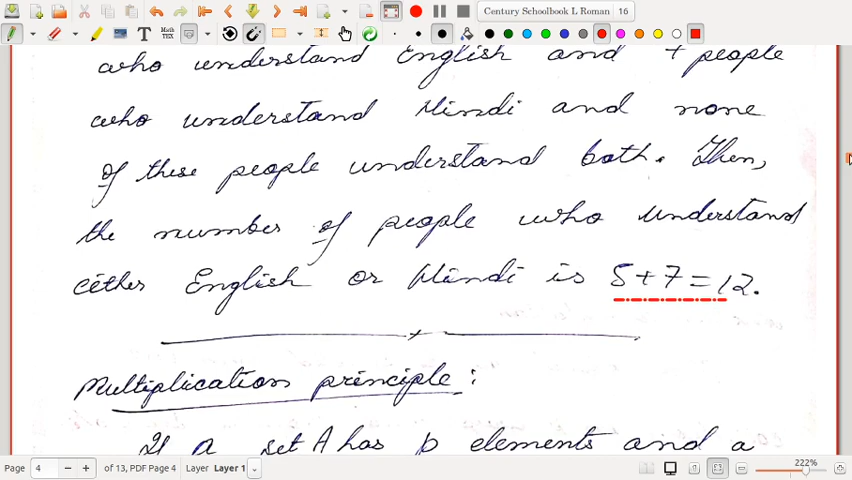 Century Schoolbook L Roman 16
T Math TEX
who understand English and 7 people
who understand Hindi and none
of these people understand both. Then,
the number of people who understand
either English or Hindi is 5+7=12.
Multiplication principle:
If a set A has p elements and a
Page 4 of 13, PDF Page 4 Layer Layer 1 222%